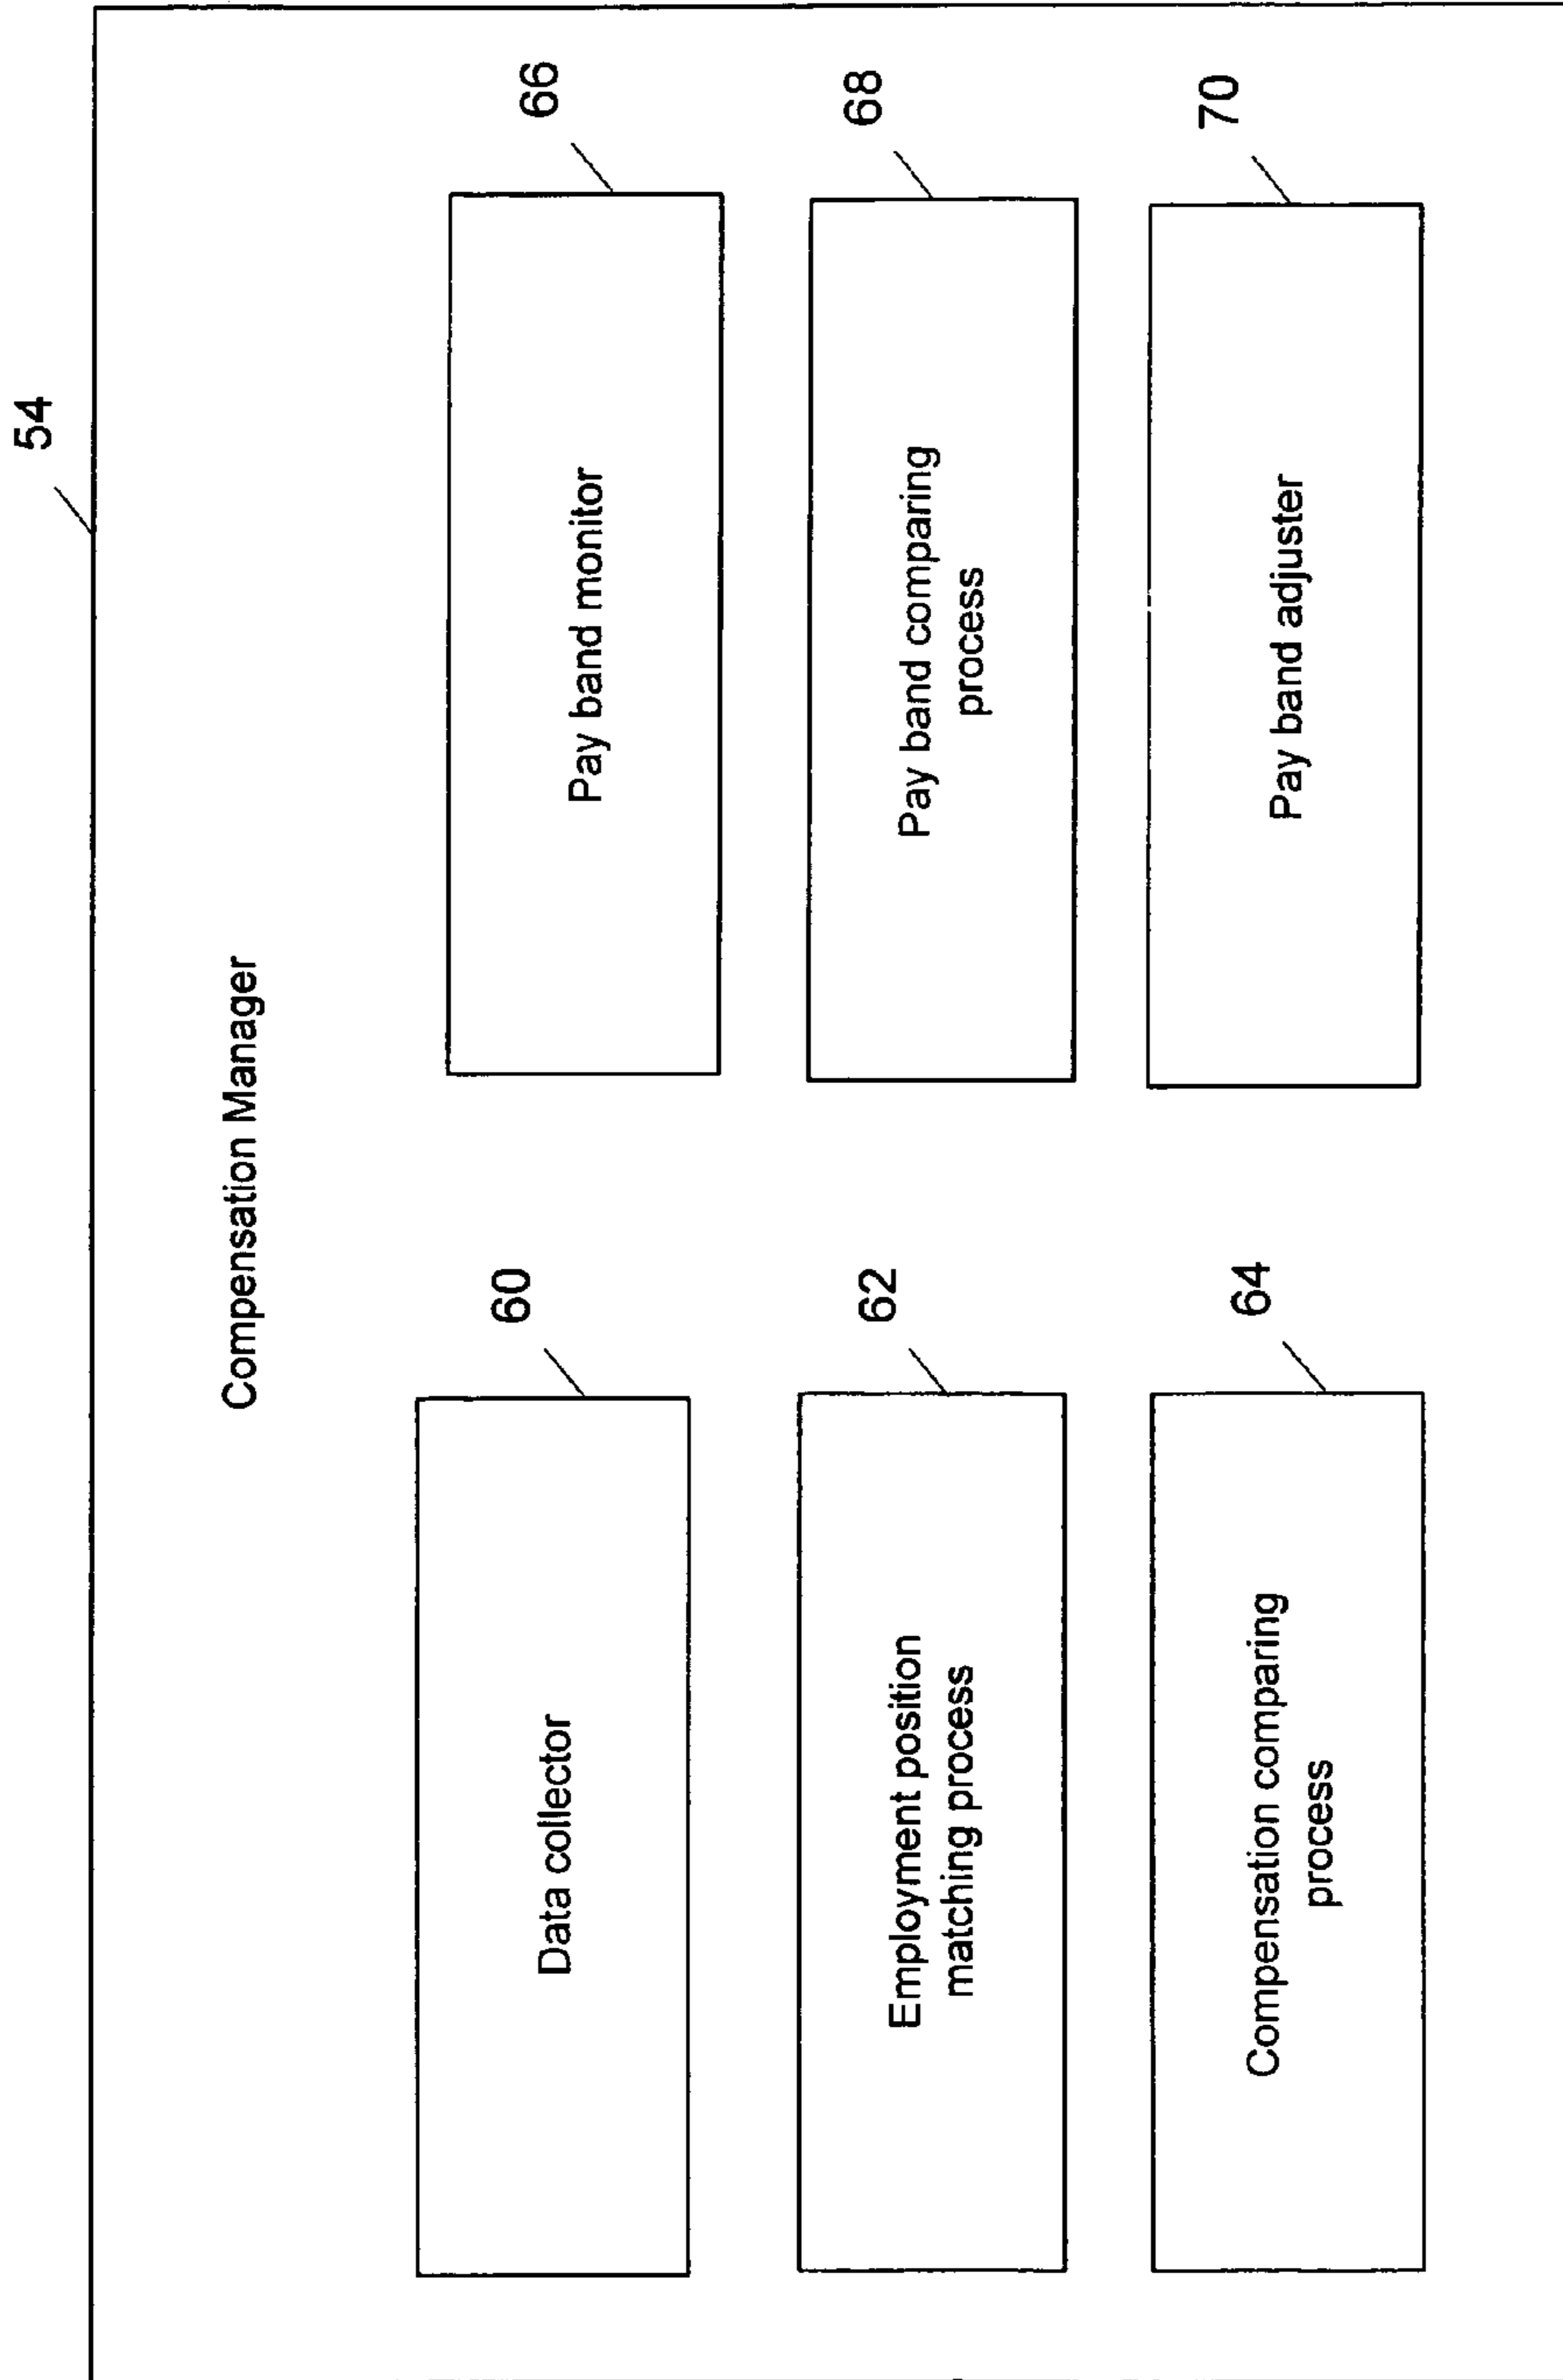 54
Compensation Manager
60
Data collector
62
Employment position
matching process
64
Compensation comparing
process
66
Pay band monitor
68
Pay band comparing
process
70
Pay band adjuster